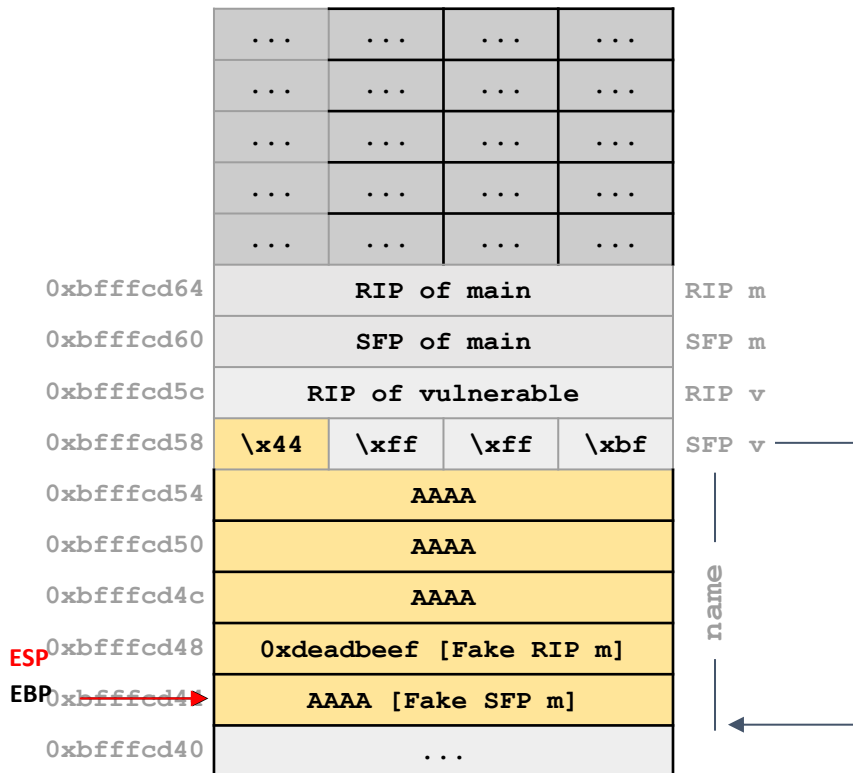 ... ... ... ...
... ... ... ...
... ... ... ...
... ... ... ...
... ... ... ...
0xbfffcd64 RIP of main RIP m
0xbfffcd60 SFP of main SFP m
0xbfffcd5c RIP of vulnerable RIP v
0xbfffcd58 \x44 \xff \xff \xbf SFP v
0xbfffcd54 AAAA
0xbfffcd50 AAAA
0xbfffcd4c AAAA
name
0xbfffcd48 0xdeadbeef [Fake RIP m]
ESP
EBP 0xbfffcd44 AAAA [Fake SFP m]
0xbfffcd40 ...